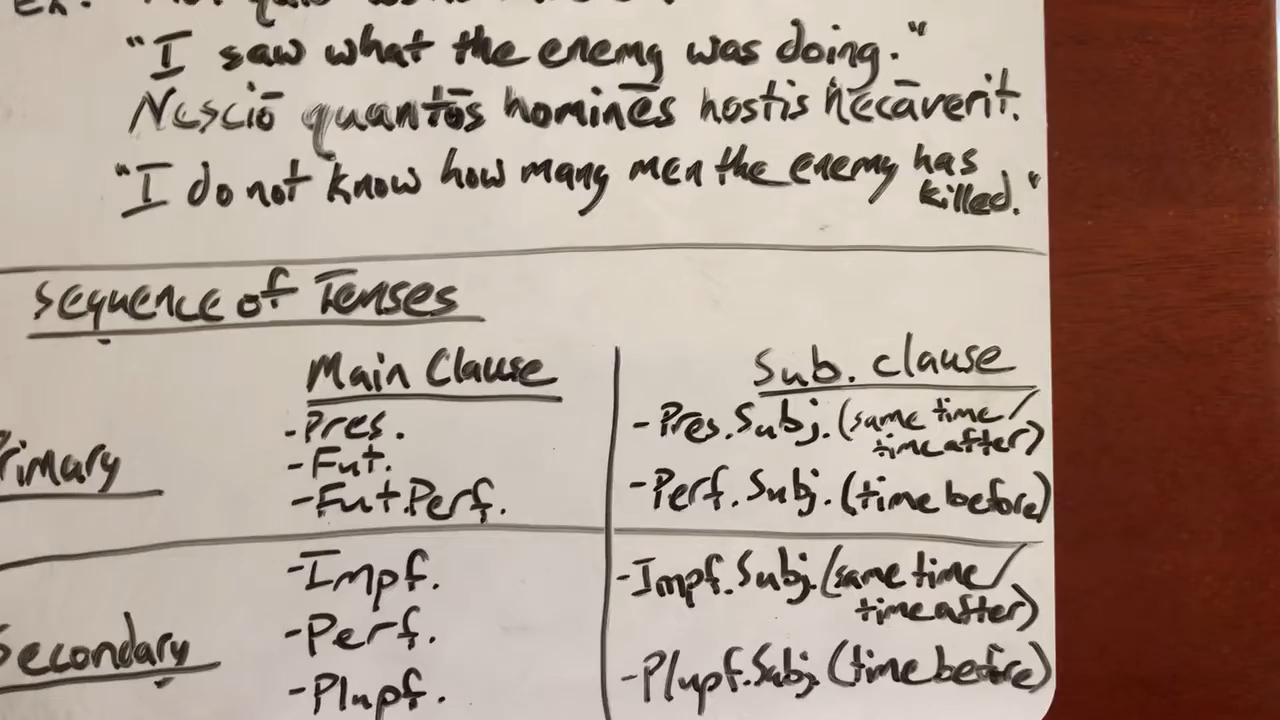 "I saw what the enemy was doing."
Nesciō quantōs hominēs hostis necāverit.
"I do not know how many men the enemy has
killed."
Sequence of Tenses
Main Clause
Sub. clause
Primary
-Pres.
-Fut.
-Fut.Perf.
-Pres.Subj. (same time/
time after)
-Perf. Subj. (time before)
Secondary
-Impf.
-Perf.
-Plupf.
-Impf.Subj. (same time/
time after)
-Plupf.Subj. (time before)